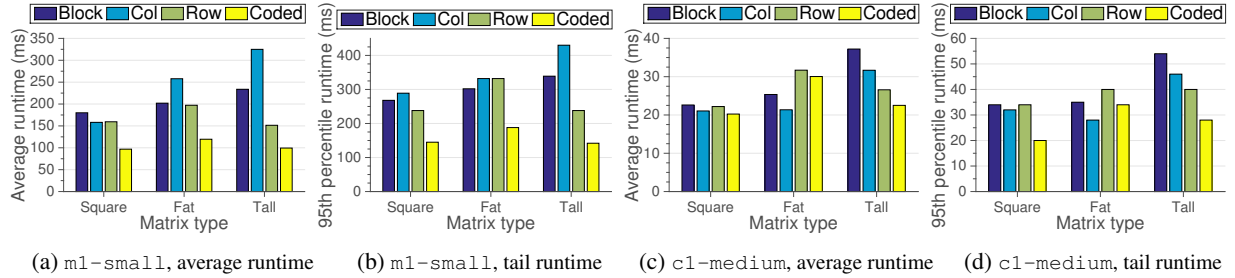 Block Col Row Coded
Average runtime (ms)
350
300
250
200
150
100
50
0
Square Fat Tall
Matrix type
(a) m1-small, average runtime
Block Col Row Coded
95th percentile runtime (ms)
400
300
200
100
0
Square Fat Tall
Matrix type
(b) m1-small, tail runtime
Block Col Row Coded
Average runtime (ms)
40
30
20
10
0
Square Fat Tall
Matrix type
(c) c1-medium, average runtime
Block Col Row Coded
95th percentile runtime (ms)
60
50
40
30
20
10
0
Square Fat Tall
Matrix type
(d) c1-medium, tail runtime